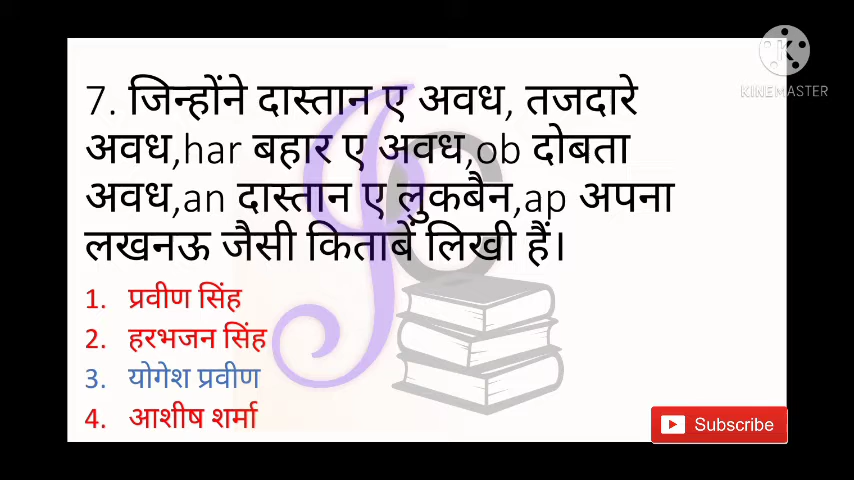 KINEMASTER
7. जिन्होंने दास्तान ए अवध, तजदारे
अवध,har बहार ए अवध,ob दोबता
अवध,an दास्तान ए लुकबैन,ap अपना
लखनऊ जैसी किताबें लिखी हैं।
1. प्रवीण सिंह
2. हरभजन सिंह
3. योगेश प्रवीण
4. आशीष शर्मा
Subscribe